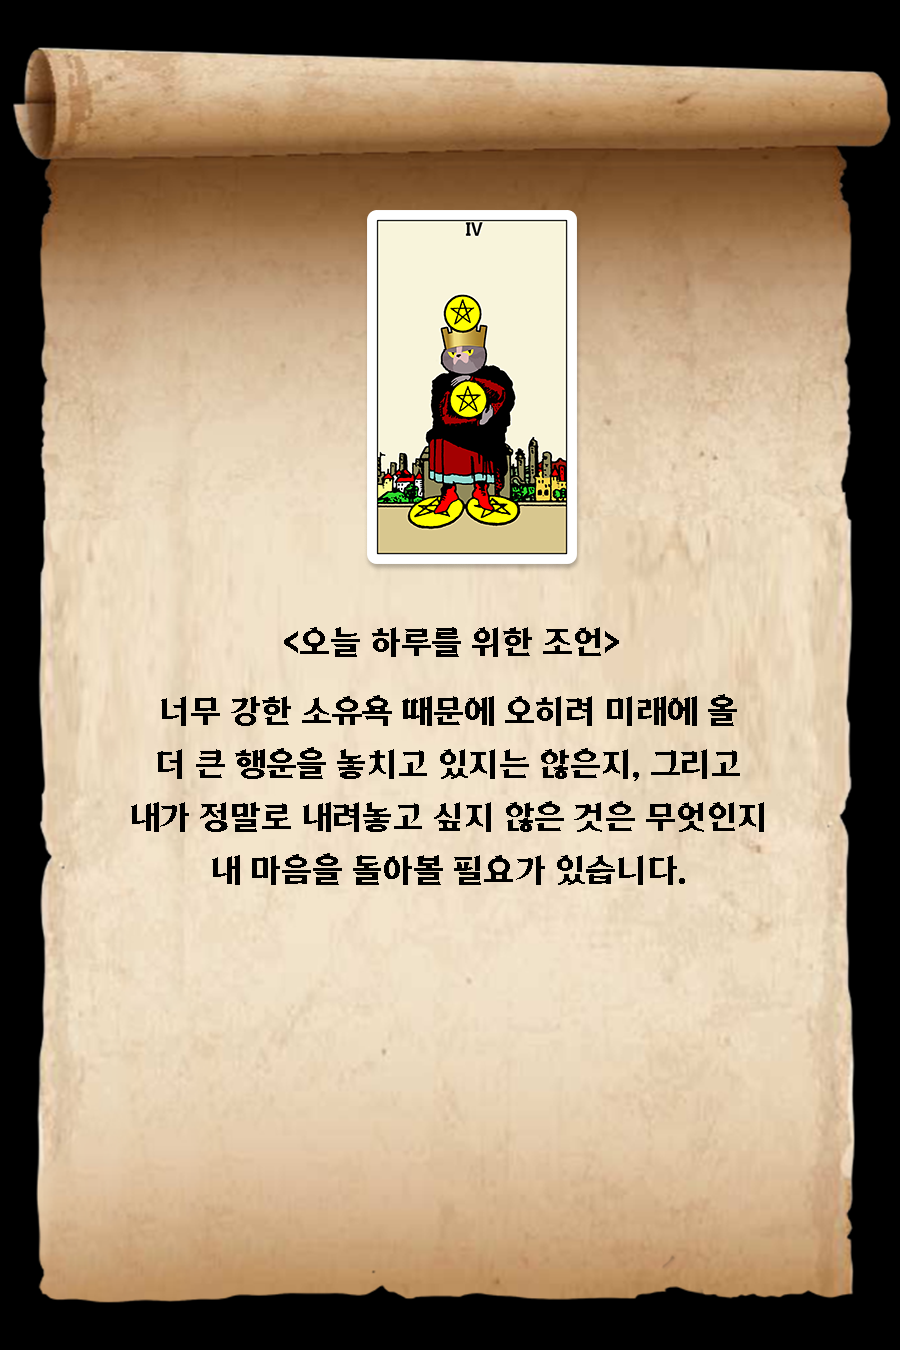 IV
<오늘 하루를 위한 조언>
너무 강한 소유욕 때문에 오히려 미래에 올
더 큰 행운을 놓치고 있지는 않은지, 그리고
내가 정말로 내려놓고 싶지 않은 것은 무엇인지
내 마음을 돌아볼 필요가 있습니다.